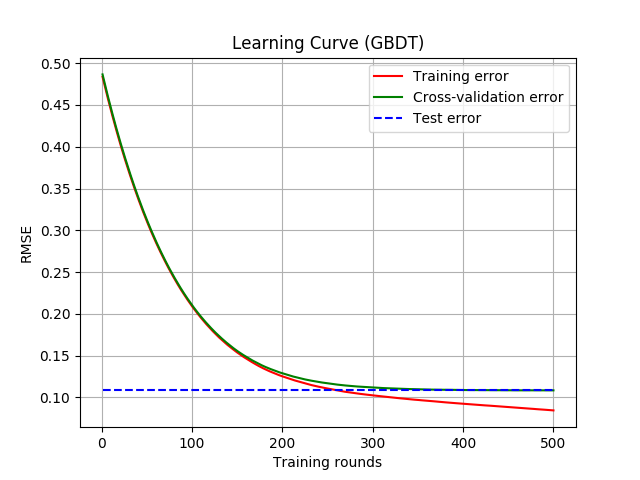 Learning Curve (GBDT)
Training error
Cross-validation error
Test error
0.50
0.45
0.40
0.35
0.30
0.25
0.20
0.15
0.10
RMSE
0 100 200 300 400 500
Training rounds